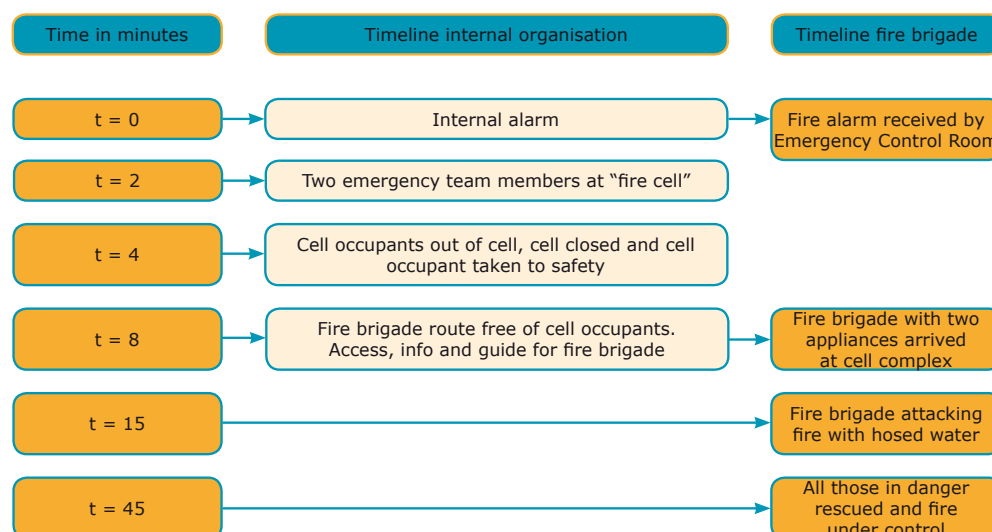 Time in minutes
Timeline internal organisation
Timeline fire brigade
t = 0
Internal alarm
Fire alarm received by
Emergency Control Room
t = 2
Two emergency team members at “fire cell”
t = 4
Cell occupants out of cell, cell closed and cell
occupant taken to safety
t = 8
Fire brigade route free of cell occupants.
Access, info and guide for fire brigade
Fire brigade with two
appliances arrived
at cell complex
t = 15
Fire brigade attacking
fire with hosed water
t = 45
All those in danger
rescued and fire
under control